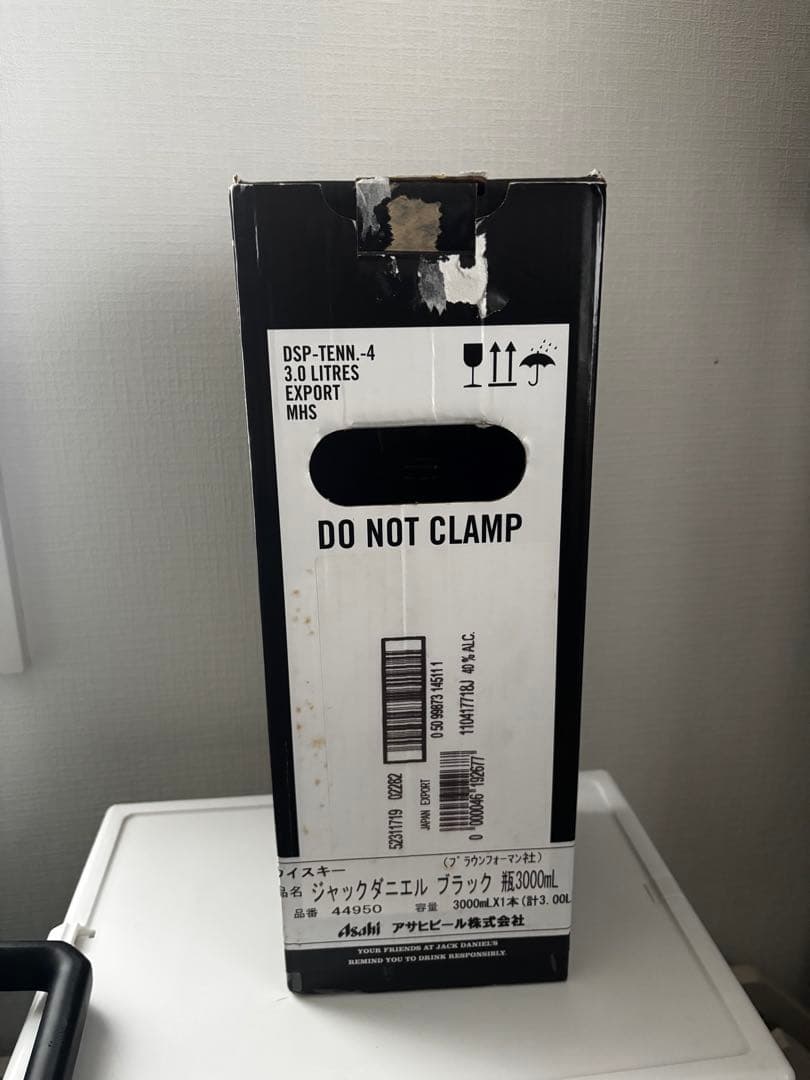 DSP-TENN.-4
3.0 LITRES
EXPORT
MHS
DO NOT CLAMP
0 50 99873 14511 1
110417718J 40 % ALC.
52311719 02282
JAPAN EXPORT
0 000046 192677
ウイスキー (ブラウンフォーマン社)
品名 ジャックダニエル ブラック 瓶3000mL
品番 44950 容量 3000mLX1本(計3.00L
Asahi アサヒビール株式会社
YOUR FRIENDS AT JACK DANIEL'S
REMIND YOU TO DRINK RESPONSIBLY.